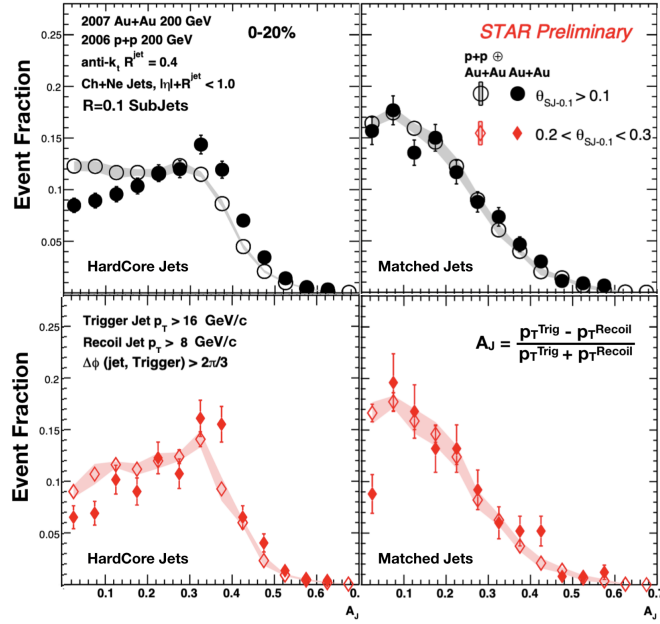 2007 Au+Au 200 GeV
2006 p+p 200 GeV
0-20%
anti-kt R^jet = 0.4
Ch+Ne Jets, |η|+R^jet < 1.0
R=0.1 SubJets
STAR Preliminary
p+p ⊕
Au+Au Au+Au
θSJ-0.1 > 0.1
0.2 < θSJ-0.1 < 0.3
Event Fraction
0.25
0.2
0.15
0.1
0.05
HardCore Jets
Matched Jets
Trigger Jet pT > 16 GeV/c
Recoil Jet pT > 8 GeV/c
Δφ (jet, Trigger) > 2π/3
AJ = pT^Trig - pT^Recoil
pT^Trig + pT^Recoil
Event Fraction
0.25
0.2
0.15
0.1
0.05
HardCore Jets
Matched Jets
0.1 0.2 0.3 0.4 0.5 0.6 0.1 0.2 0.3 0.4 0.5 0.6
AJ AJ